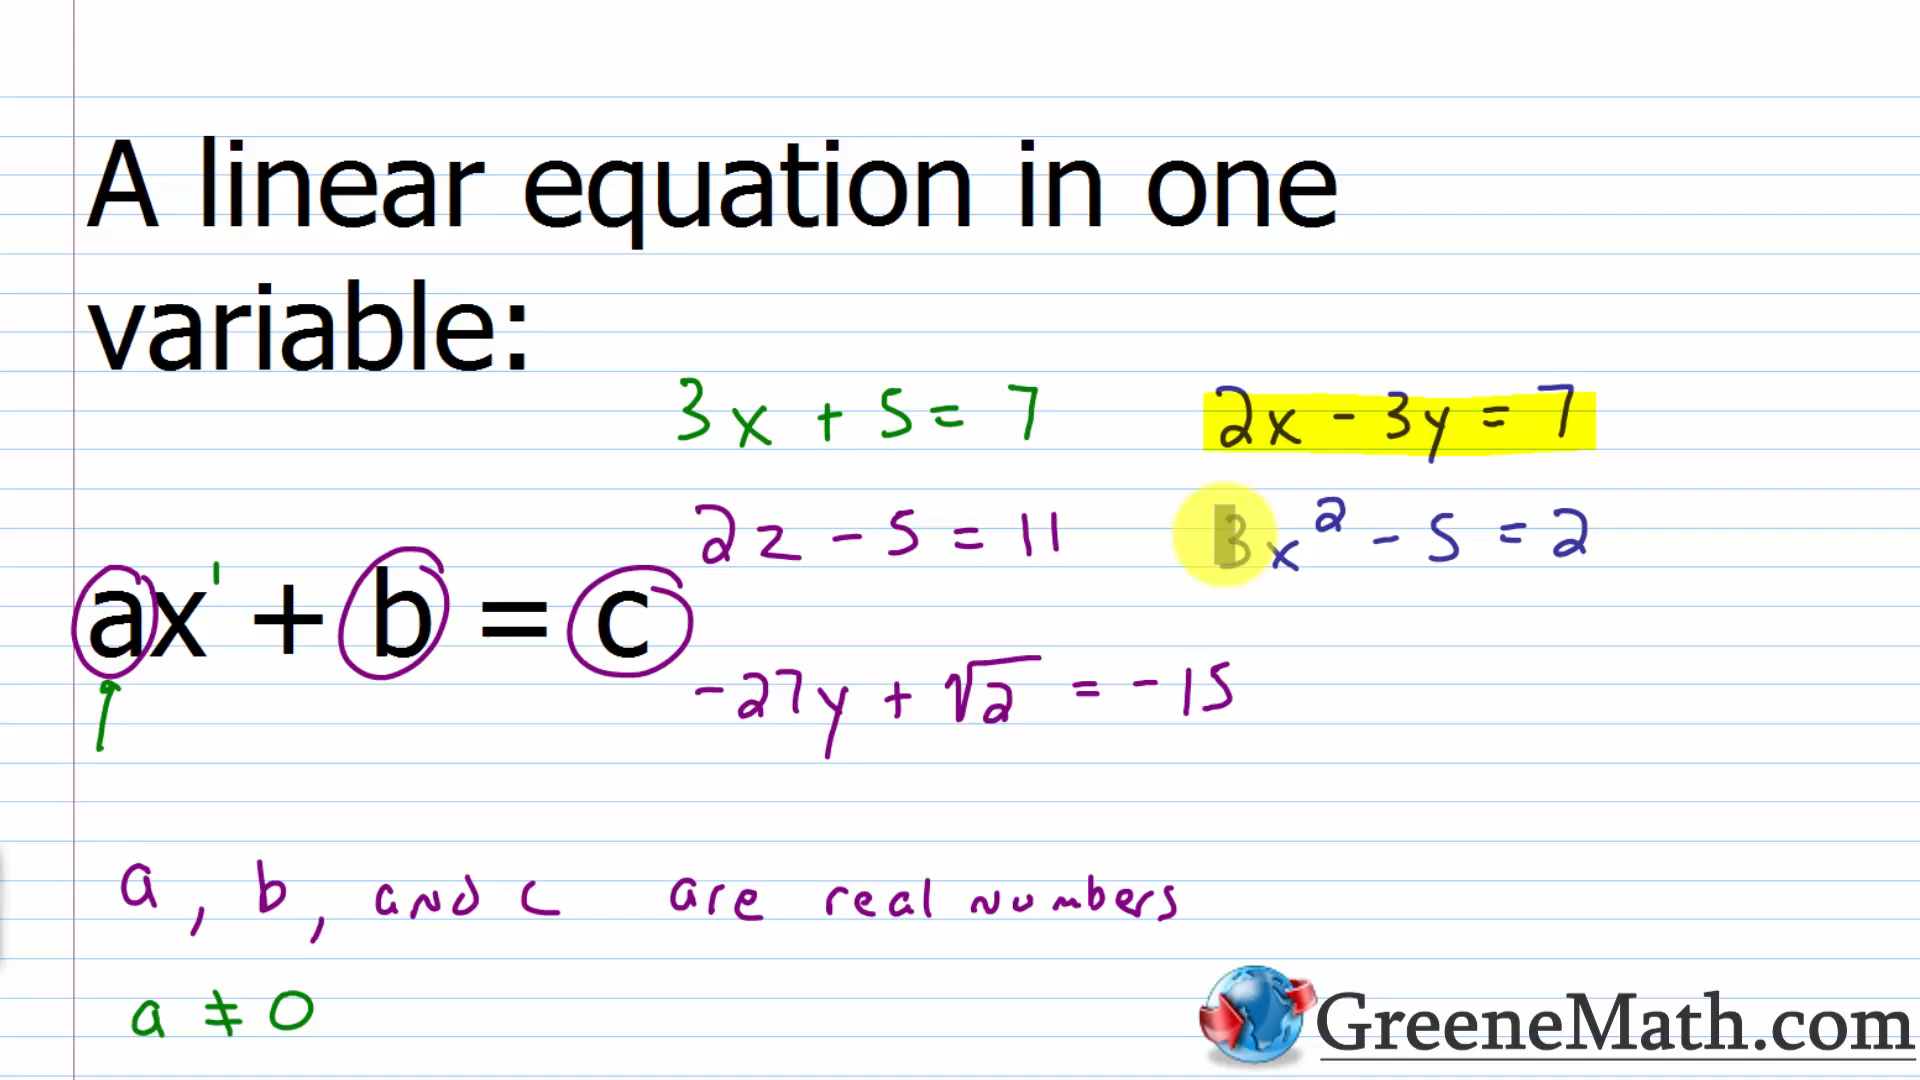 A linear equation in one
variable:
3x + 5 = 7
2x - 3y = 7
2z - 5 = 11
3x² - 5 = 2
ax¹ + b = c
-27y + √2 = -15
a, b, and c are real numbers
a ≠ 0
GreeneMath.com